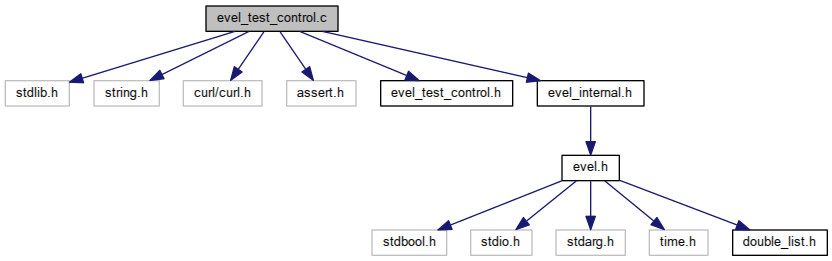 evel_test_control.c
stdlib.h
string.h
curl/curl.h
assert.h
evel_test_control.h
evel_internal.h
evel.h
stdbool.h
stdio.h
stdarg.h
time.h
double_list.h